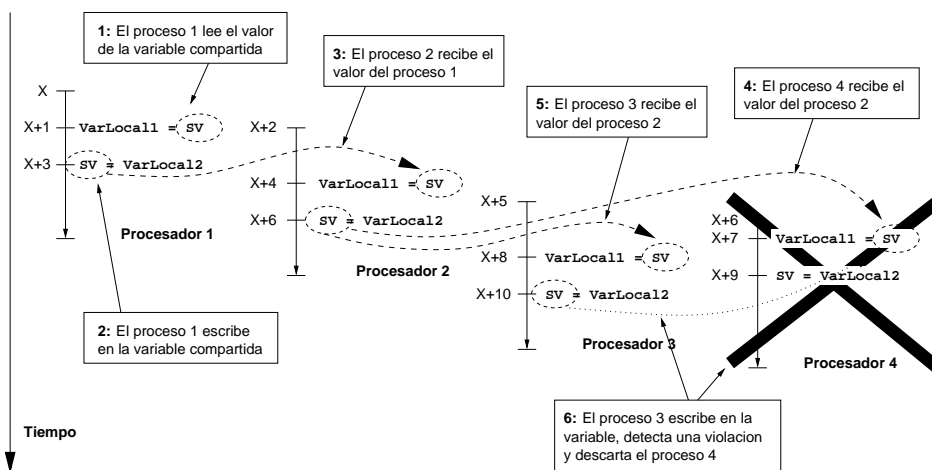 1: El proceso 1 lee el valor
de la variable compartida
3: El proceso 2 recibe el
valor del proceso 1
5: El proceso 3 recibe el
valor del proceso 2
4: El proceso 4 recibe el
valor del proceso 2
X
X+1 VarLocal1 = SV
X+3 SV = VarLocal2
Procesador 1
X+2
X+4 VarLocal1 = SV
X+6 SV = VarLocal2
Procesador 2
X+5
X+8 VarLocal1 = SV
X+10 SV = VarLocal2
Procesador 3
X+6
X+7 VarLocal1 = SV
X+9 SV = VarLocal2
Procesador 4
2: El proceso 1 escribe
en la variable compartida
6: El proceso 3 escribe en la
variable, detecta una violacion
y descarta el proceso 4
Tiempo